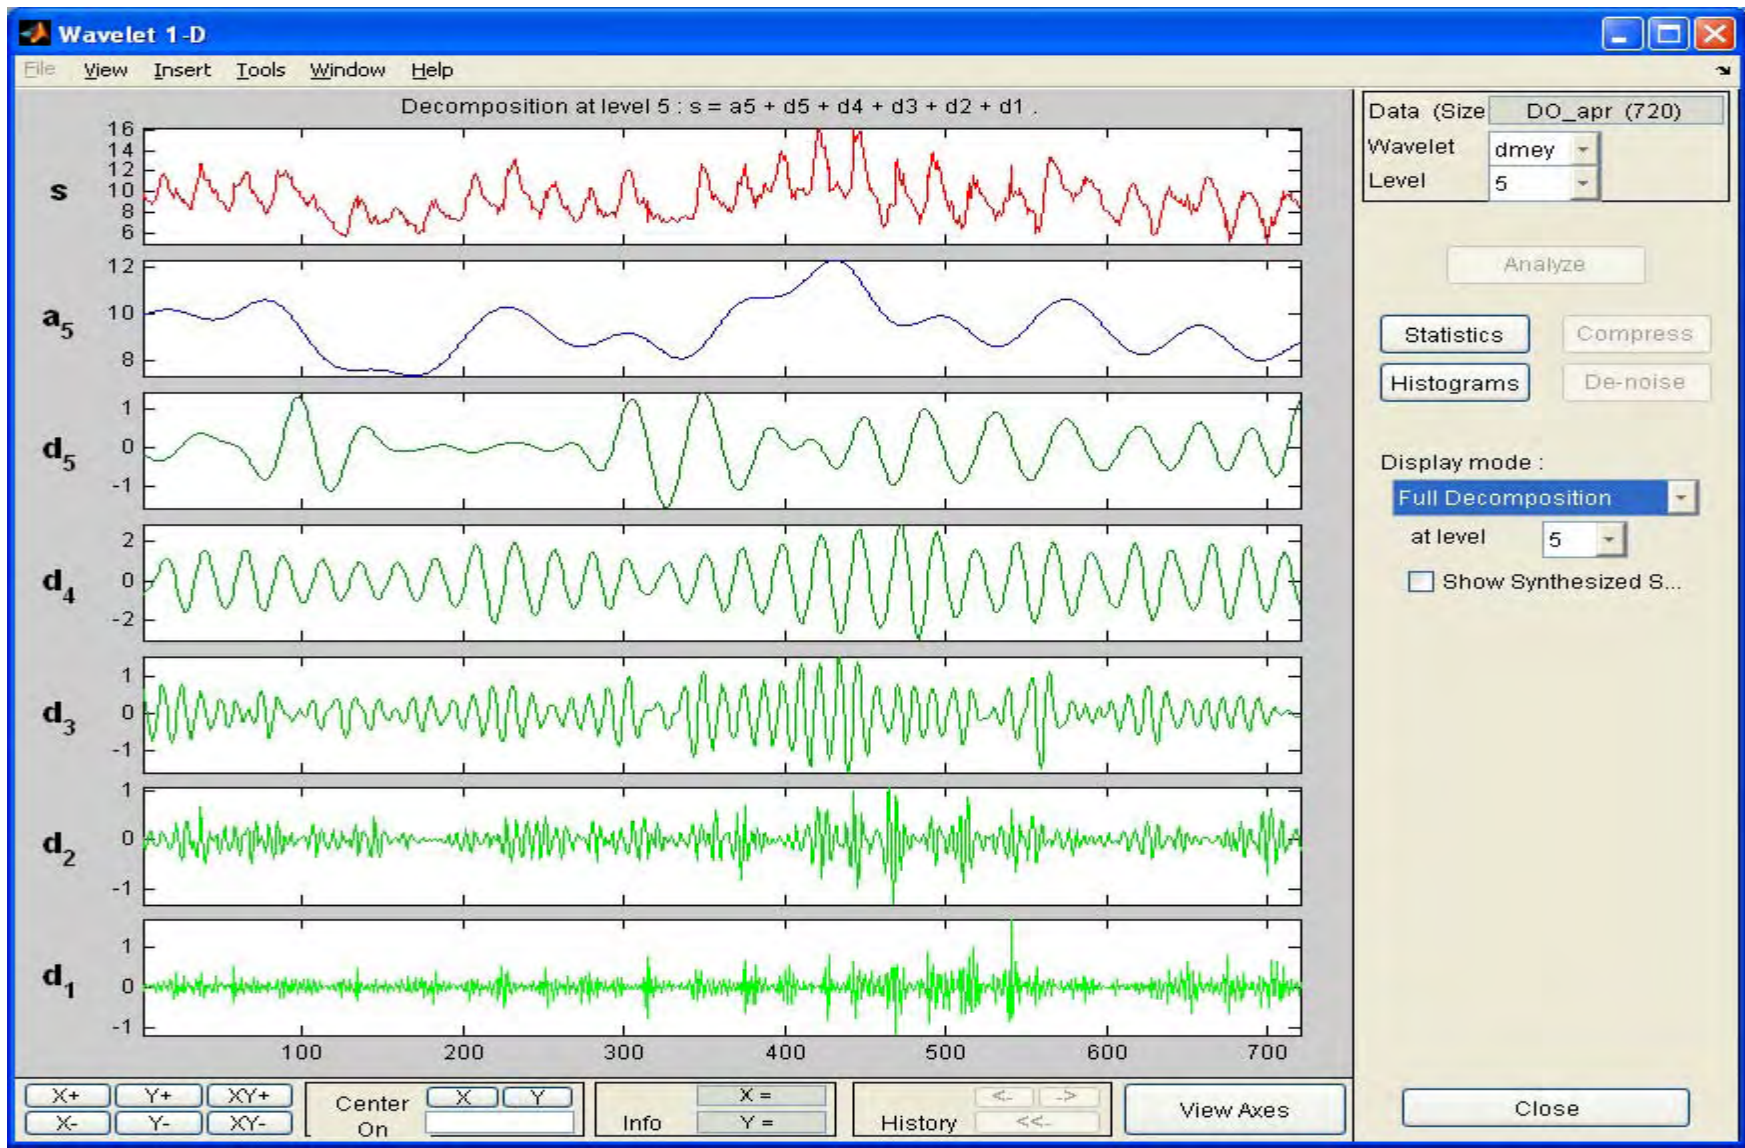 Wavelet 1-D
File View Insert Tools Window Help
Decomposition at level 5 : s = a5 + d5 + d4 + d3 + d2 + d1 .
s
16
14
12
10
8
6
a5
12
10
8
d5
1
0
-1
d4
2
0
-2
d3
1
0
-1
d2
1
0
-1
d1
1
0
-1
100 200 300 400 500 600 700
Data (Size DO_apr (720)
Wavelet dmey
Level 5
Analyze
Statistics Compress
Histograms De-noise
Display mode :
Full Decomposition
at level 5
Show Synthesized S...
X+ Y+ XY+
X- Y- XY-
Center On X Y
Info X = Y =
History <- -> <<-
View Axes
Close